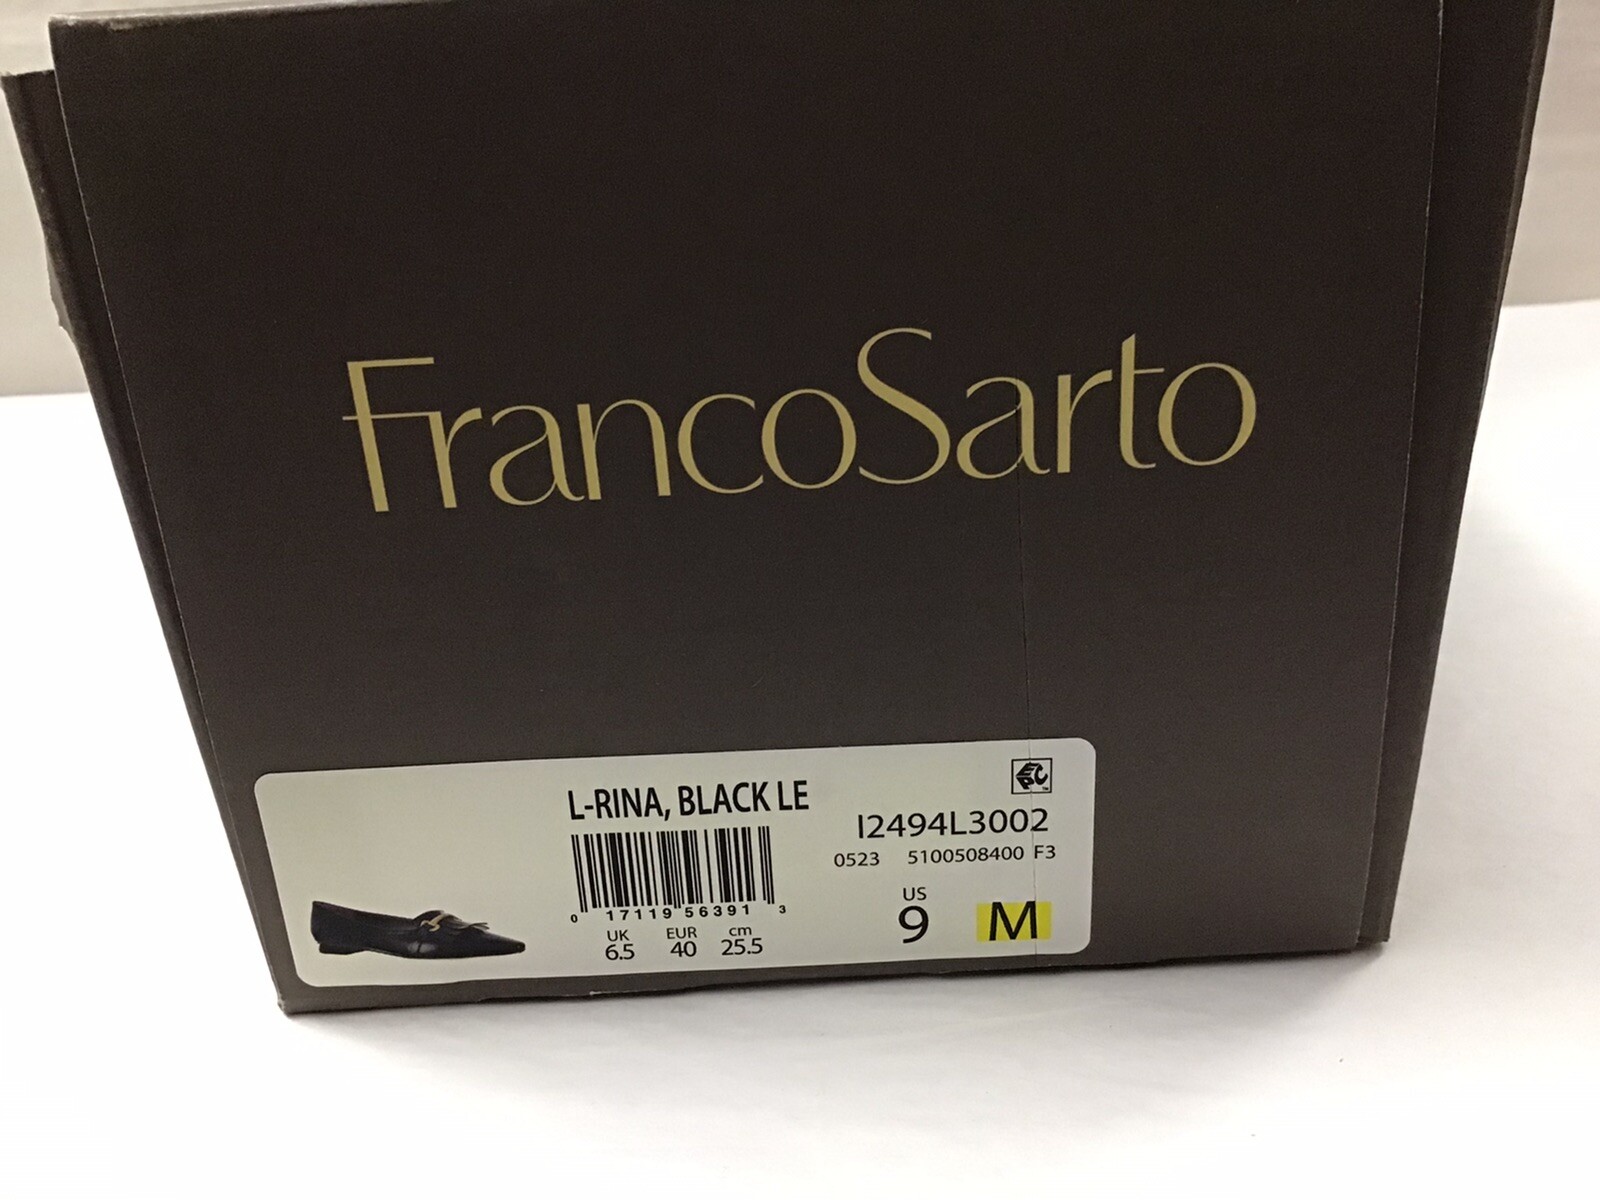 FrancoSarto
L-RINA, BLACK LE
EPC
I2494L3002
0523 5100508400 F3
0 17119 56391 3
UK EUR cm
6.5 40 25.5
US
9 M